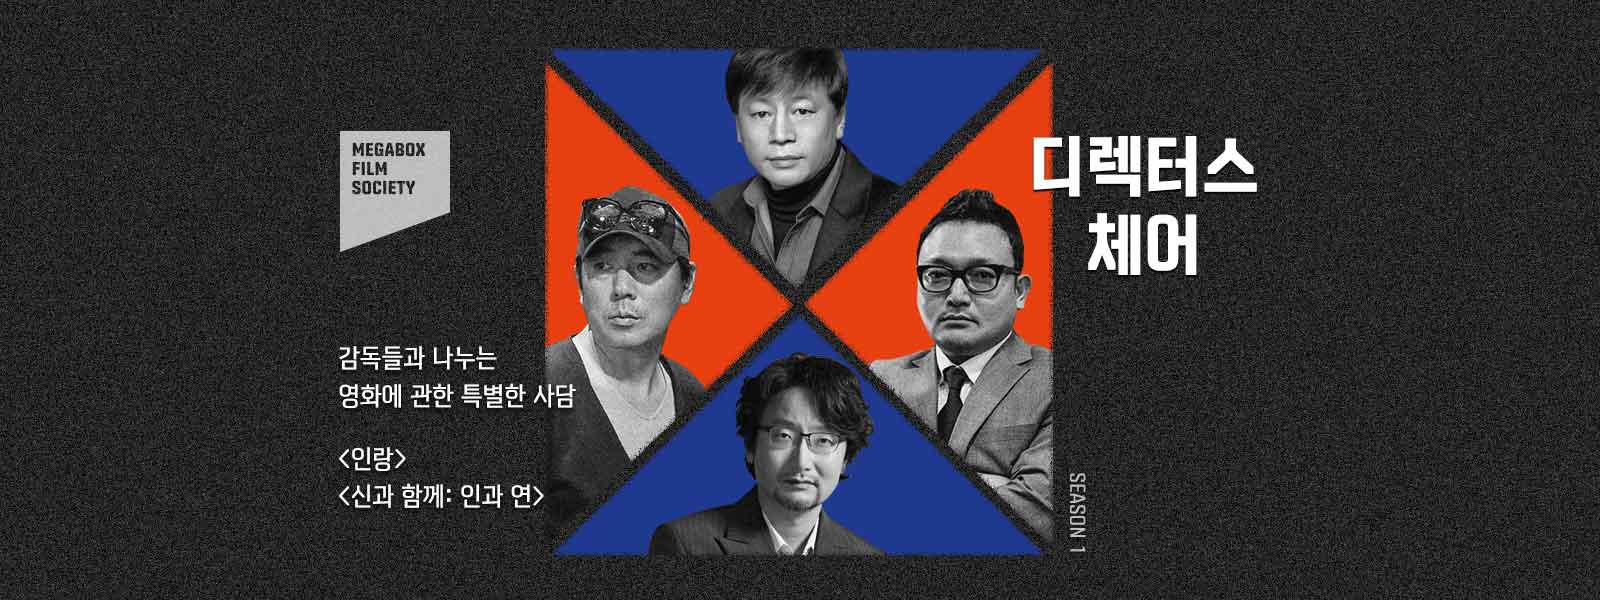 MEGABOX
FILM
SOCIETY
디렉터스
체어
감독들과 나누는
영화에 관한 특별한 사담
<인랑>
<신과 함께: 인과 연>
SEASON 1